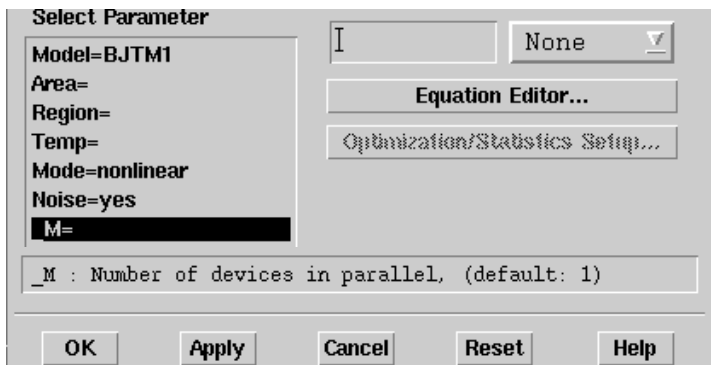 Select Parameter
Model=BJTM1
Area=
Region=
Temp=
Mode=nonlinear
Noise=yes
_M=
None
Equation Editor...
Optimization/Statistics Setup...
_M : Number of devices in parallel, (default: 1)
OK Apply Cancel Reset Help